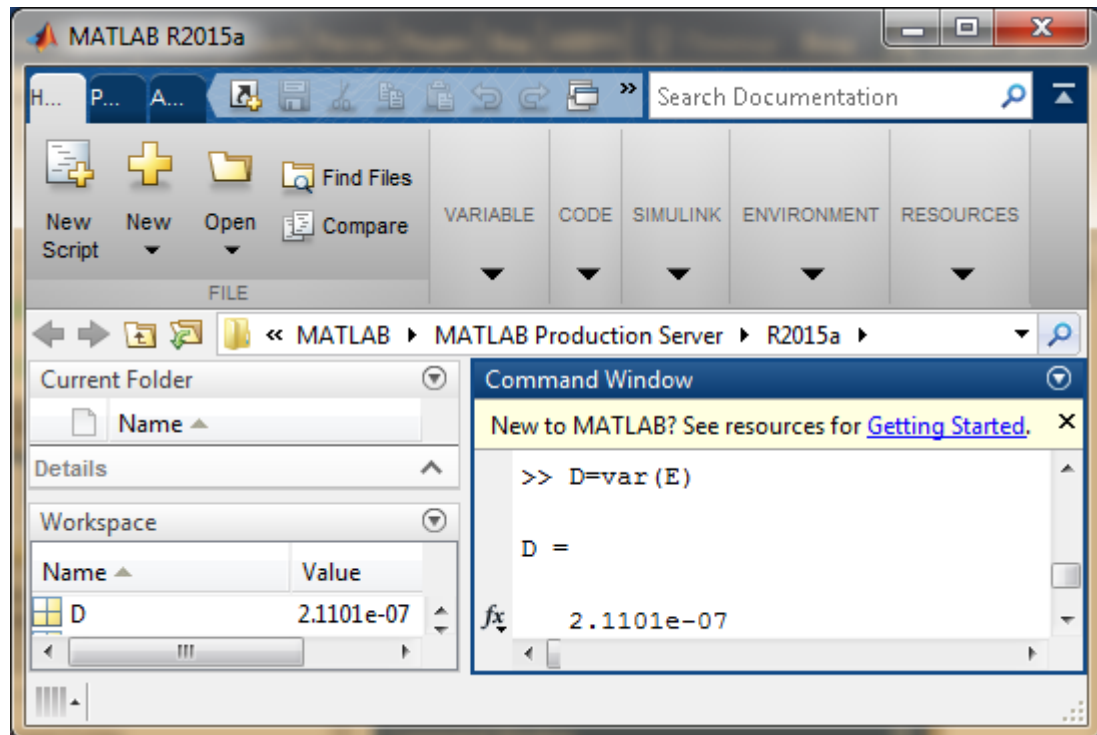 MATLAB R2015a
H... P... A... » Search Documentation
New Script
New
Open
Find Files
Compare
FILE
VARIABLE
CODE
SIMULINK
ENVIRONMENT
RESOURCES
« MATLAB ▸ MATLAB Production Server ▸ R2015a ▸
Current Folder
Name
Details
Workspace
Name Value
D 2.1101e-07
Command Window
New to MATLAB? See resources for Getting Started.
>> D=var(E)
D =
fx 2.1101e-07